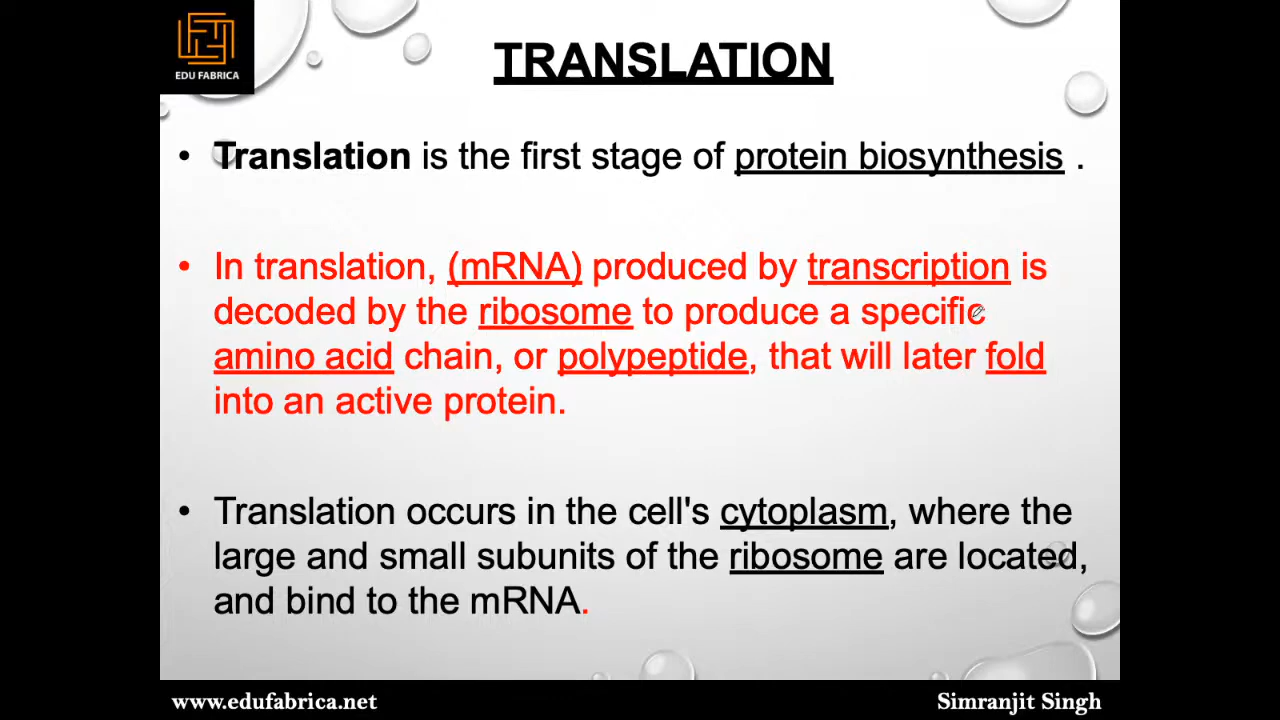 EDU FABRICA
TRANSLATION
• Translation is the first stage of protein biosynthesis .
• In translation, (mRNA) produced by transcription is
decoded by the ribosome to produce a specific
amino acid chain, or polypeptide, that will later fold
into an active protein.
• Translation occurs in the cell's cytoplasm, where the
large and small subunits of the ribosome are located,
and bind to the mRNA.
www.edufabrica.net
Simranjit Singh